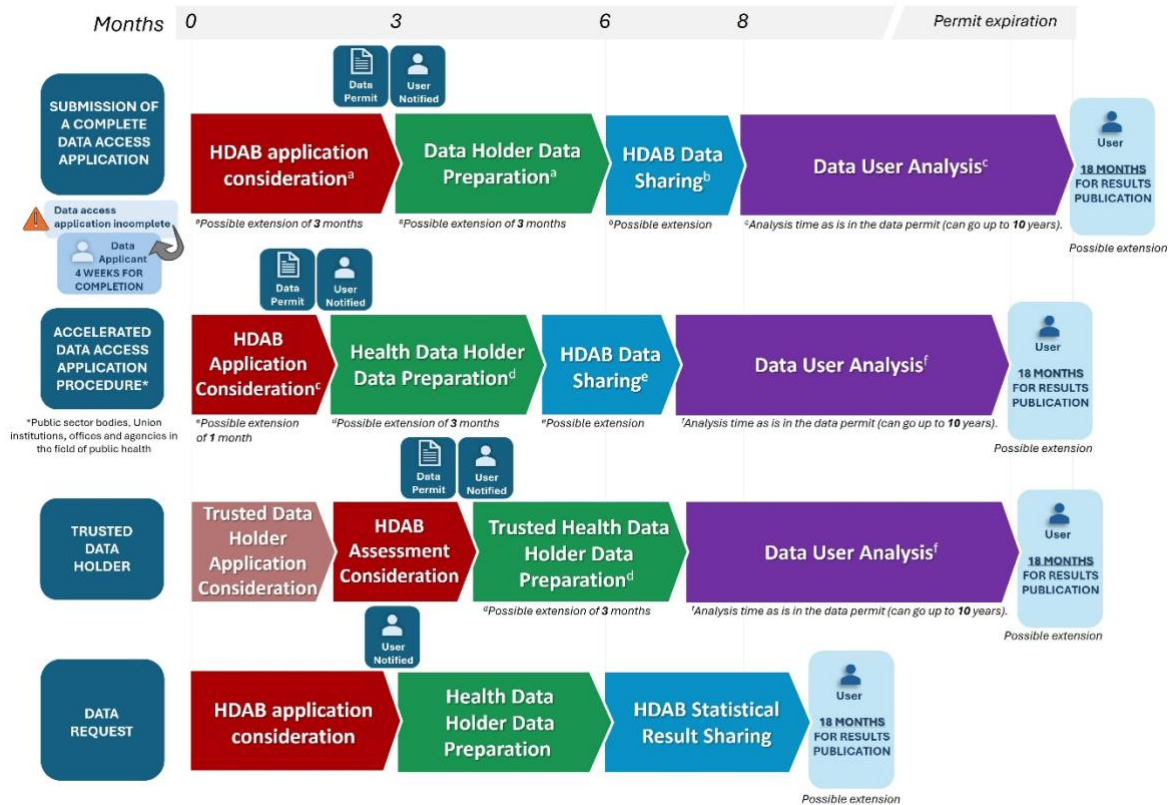 Months 0 3 6 8 Permit expiration
Data
Permit
User
Notified
SUBMISSION OF
A COMPLETE
DATA ACCESS
APPLICATION
HDAB application
considerationᵃ
Data Holder Data
Preparationᵃ
HDAB Data
Sharingᵇ
Data User Analysisᶜ
User
18 MONTHS
FOR RESULTS
PUBLICATION
Possible extension
ᵃPossible extension of 3 months
ᵃPossible extension of 3 months
ᵇPossible extension
ᶜAnalysis time as is in the data permit (can go up to 10 years).
Data access
application incomplete
Data
Applicant
4 WEEKS FOR
COMPLETION
Data
Permit
User
Notified
ACCELERATED
DATA ACCESS
APPLICATION
PROCEDURE*
*Public sector bodies, Union
institutions, offices and agencies in
the field of public health
HDAB
Application
Considerationᶜ
Health Data Holder
Data Preparationᵈ
HDAB Data
Sharingᵉ
Data User Analysisᶠ
User
18 MONTHS
FOR RESULTS
PUBLICATION
Possible extension
ᵉPossible extension
of 1 month
ᵈPossible extension of 3 months
ᵉPossible extension
ᶠAnalysis time as is in the data permit (can go up to 10 years).
Data
Permit
User
Notified
TRUSTED
DATA
HOLDER
Trusted Data
Holder
Application
Consideration
HDAB
Assessment
Consideration
Trusted Health Data
Holder Data
Preparationᵈ
Data User Analysisᶠ
User
18 MONTHS
FOR RESULTS
PUBLICATION
Possible extension
ᵈPossible extension of 3 months
ᶠAnalysis time as is in the data permit (can go up to 10 years).
User
Notified
DATA
REQUEST
HDAB application
consideration
Health Data
Holder Data
Preparation
HDAB Statistical
Result Sharing
User
18 MONTHS
FOR RESULTS
PUBLICATION
Possible extension